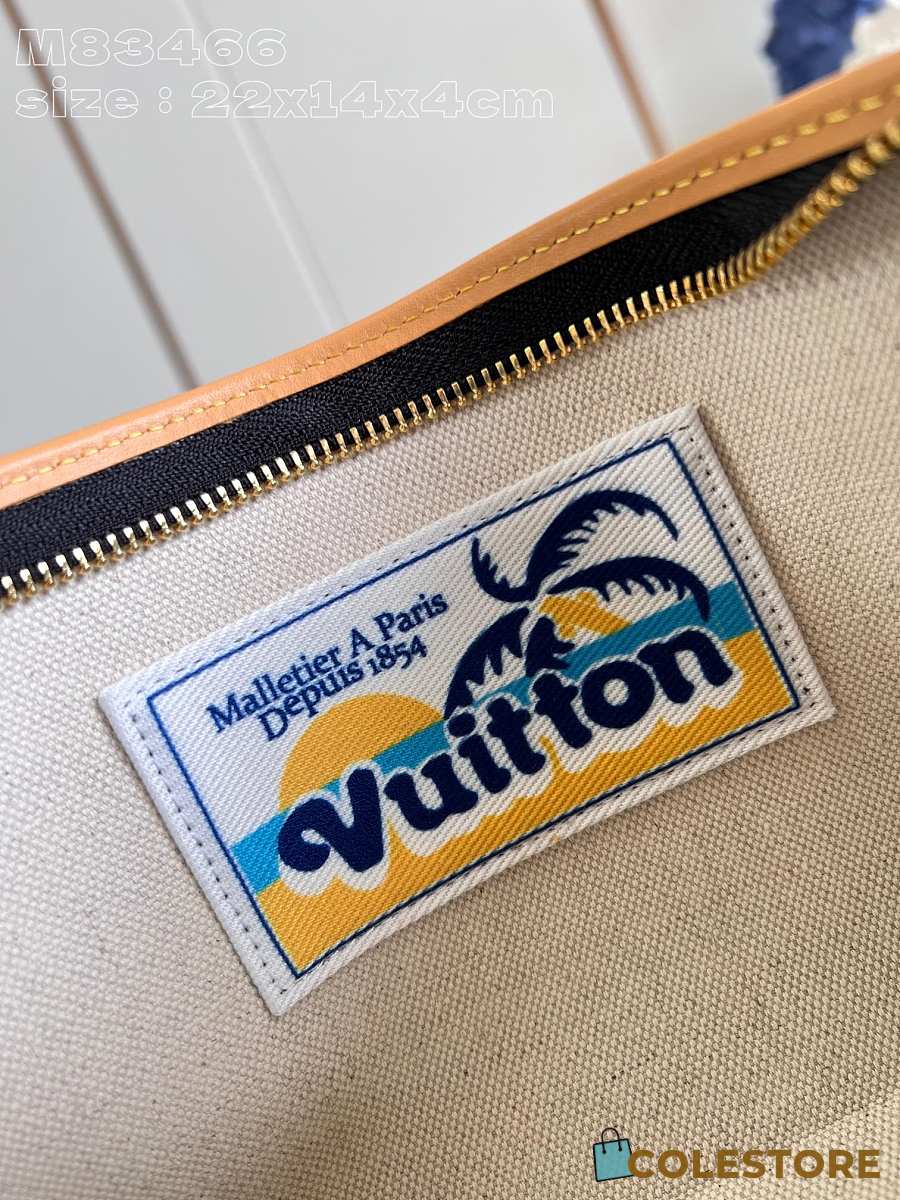 M83466
size : 22x14x4cm
Malletier A Paris
Depuis 1854
Vuitton
COLESTORE